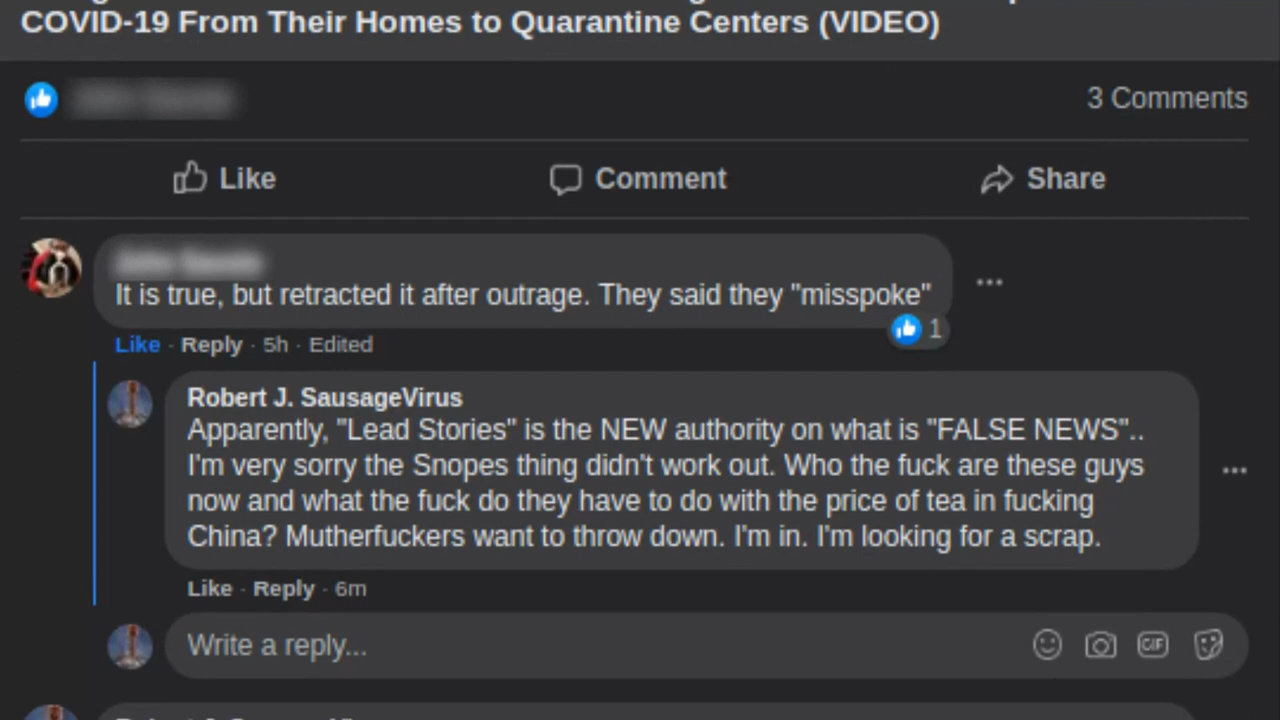 COVID-19 From Their Homes to Quarantine Centers (VIDEO)
3 Comments
Like
Comment
Share
It is true, but retracted it after outrage. They said they "misspoke"
1
Like · Reply · 5h · Edited
Robert J. SausageVirus
Apparently, "Lead Stories" is the NEW authority on what is "FALSE NEWS"..
I'm very sorry the Snopes thing didn't work out. Who the fuck are these guys
now and what the fuck do they have to do with the price of tea in fucking
China? Mutherfuckers want to throw down. I'm in. I'm looking for a scrap.
Like · Reply · 6m
Write a reply...
GIF